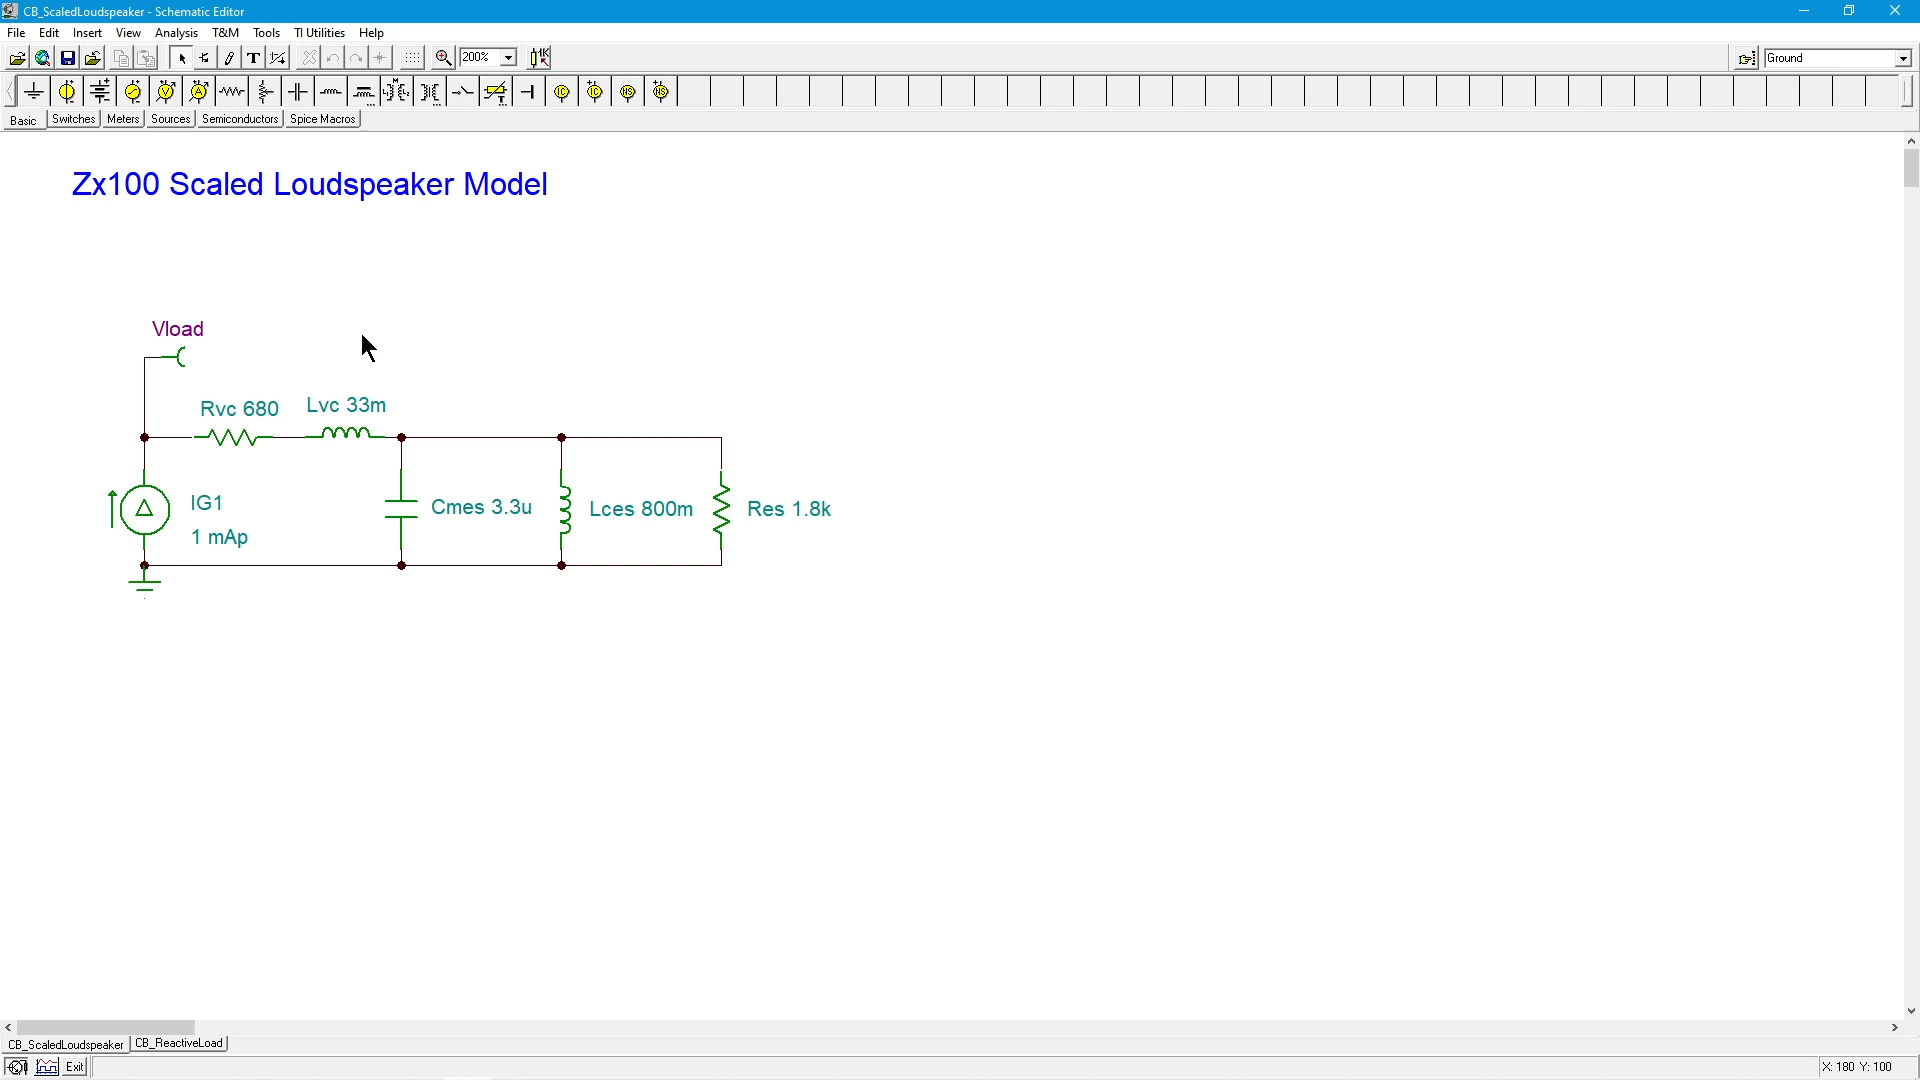 CB_ScaledLoudspeaker - Schematic Editor
File Edit Insert View Analysis T&M Tools TI Utilities Help
T 200% 1K Ground
Basic Switches Meters Sources Semiconductors Spice Macros
Zx100 Scaled Loudspeaker Model
Vload
Rvc 680 Lvc 33m
IG1
1 mAp
Cmes 3.3u
Lces 800m
Res 1.8k
CB_ScaledLoudspeaker CB_ReactiveLoad
Exit X: 180 Y: 100